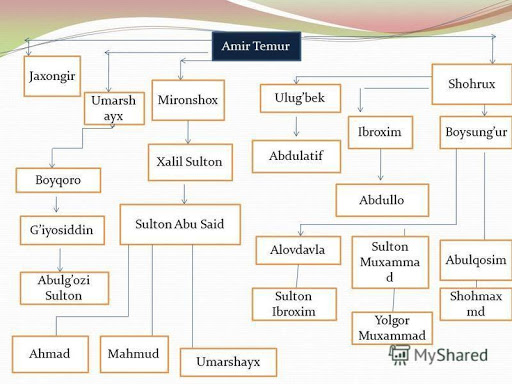 Amir Temur
Jaxongir
Umarsh
ayx
Mironshox
Ulug'bek
Shohrux
Ibroxim
Boysung'ur
Xalil Sulton
Abdulatif
Boyqoro
Abdullo
G'iyosiddin
Sulton Abu Said
Alovdavla
Sulton
Muxamma
d
Abulqosim
Abulg'ozi
Sulton
Sulton
Ibroxim
Shohmax
md
Yolgor
Muxammad
Ahmad
Mahmud
Umarshayx
MyShared